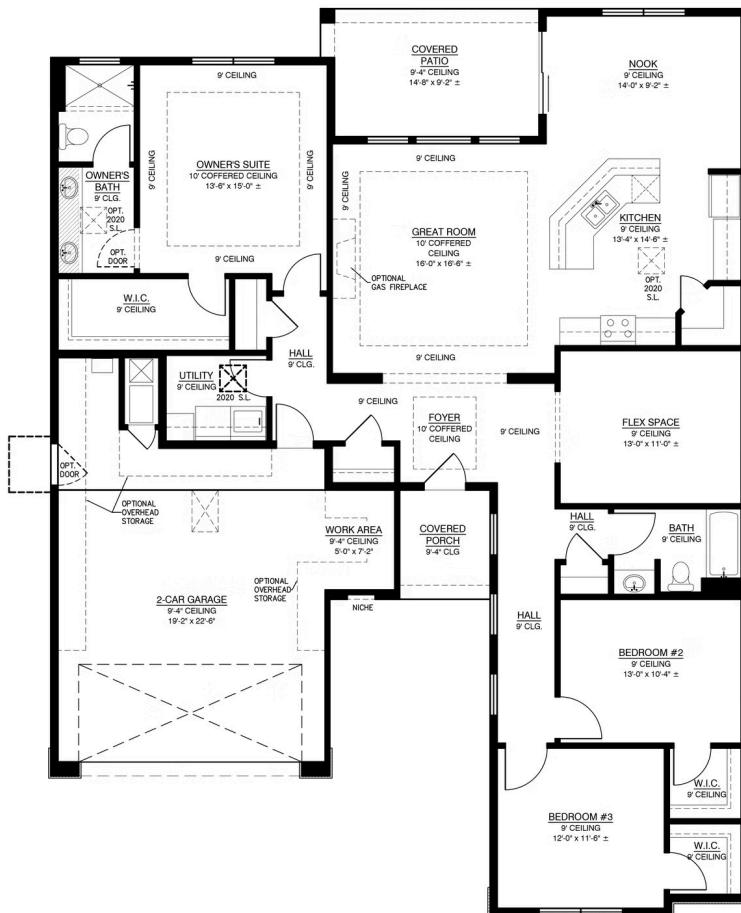 COVERED
PATIO
9'-4" CEILING
14'-8" x 9'-2" ±
NOOK
9' CEILING
14'-0" x 9'-2" ±
9' CEILING
9' CEILING
OWNER'S SUITE
10' COFFERED CEILING
13'-6" x 15'-0" ±
9' CEILING
9' CEILING
OWNER'S
BATH
9' CLG.
OPT.
2020
S.L.
OPT.
DOOR
9' CEILING
9' CEILING
GREAT ROOM
10' COFFERED
CEILING
16'-0" x 16'-6" ±
OPTIONAL
GAS FIREPLACE
9' CEILING
KITCHEN
9' CEILING
13'-4" x 14'-6" ±
OPT.
2020
S.L.
W.I.C.
9' CEILING
HALL
9' CLG.
UTILITY
9' CEILING
2020 S.L.
9' CEILING
FOYER
10' COFFERED
CEILING
9' CEILING
FLEX SPACE
9' CEILING
13'-0" x 11'-0" ±
OPT.
DOOR
OPTIONAL
OVERHEAD
STORAGE
WORK AREA
9'-4" CEILING
5'-0" x 7'-2"
COVERED
PORCH
9'-4" CLG
HALL
9' CLG.
BATH
9' CEILING
OPTIONAL
OVERHEAD
STORAGE
2-CAR GARAGE
9'-4" CEILING
19'-2" x 22'-6"
NICHE
HALL
9' CLG.
BEDROOM #2
9' CEILING
13'-0" x 10'-4" ±
W.I.C.
9' CEILING
BEDROOM #3
9' CEILING
12'-0" x 11'-6" ±
W.I.C.
9' CEILING